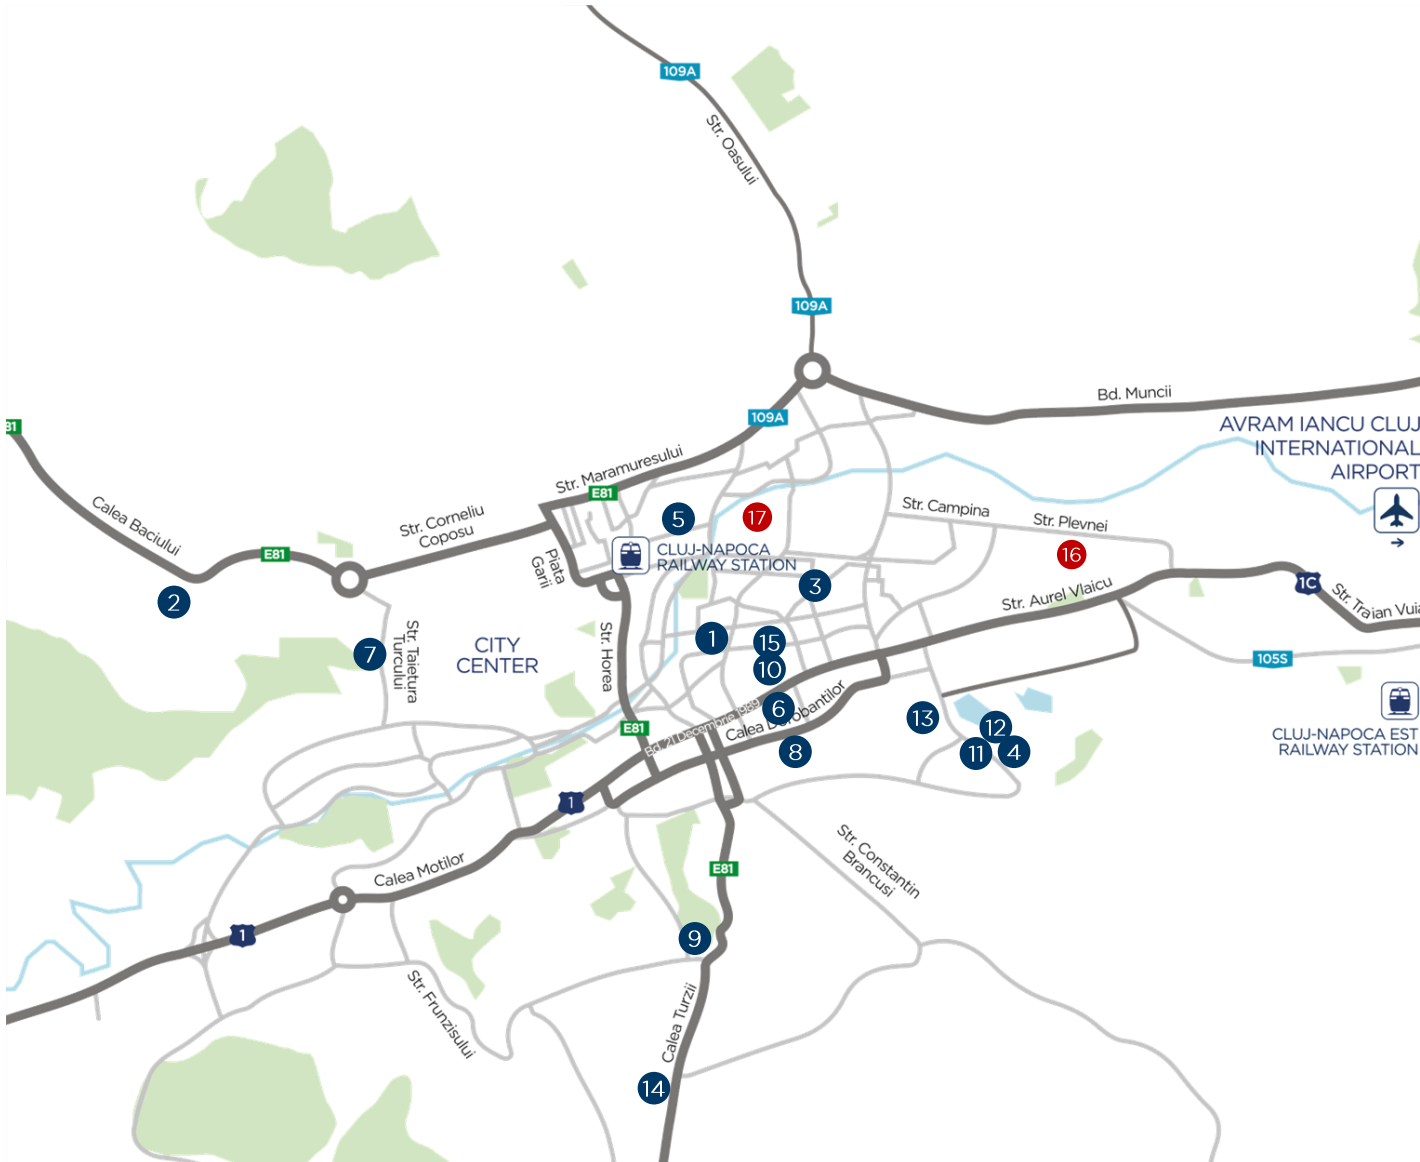 109A
Str. Oasului
109A
Bd. Muncii
109A
AVRAM IANCU CLUJ
INTERNATIONAL
AIRPORT
81
Str. Maramuresului
E81
Calea Baciului
Str. Corneliu
Coposu
Str. Campina
Str. Plevnei
5
17
E81
Piata
Garii
CLUJ-NAPOCA
RAILWAY STATION
16
2
3
Str. Aurel Vlaicu
1C
Str. Traian Vuia
7
Str. Taietura
Turcului
CITY
CENTER
Str. Horea
1
15
10
105S
6
Bd. 21 Decembrie 1989
Calea Dorobantilor
E81
13
12
11
4
8
CLUJ-NAPOCA EST
RAILWAY STATION
1
Calea Motilor
E81
Str. Constantin
Brancusi
1
9
Str. Frunzisului
Calea Turzii
14